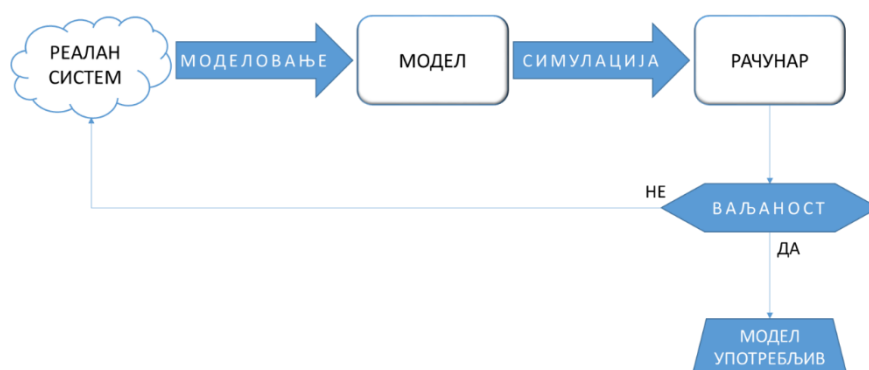 РЕАЛАН
СИСТЕМ
МОДЕЛОВАЊЕ
МОДЕЛ
СИМУЛАЦИЈА
РАЧУНАР
НЕ
ВАЉАНОСТ
ДА
МОДЕЛ
УПОТРЕБЉИВ